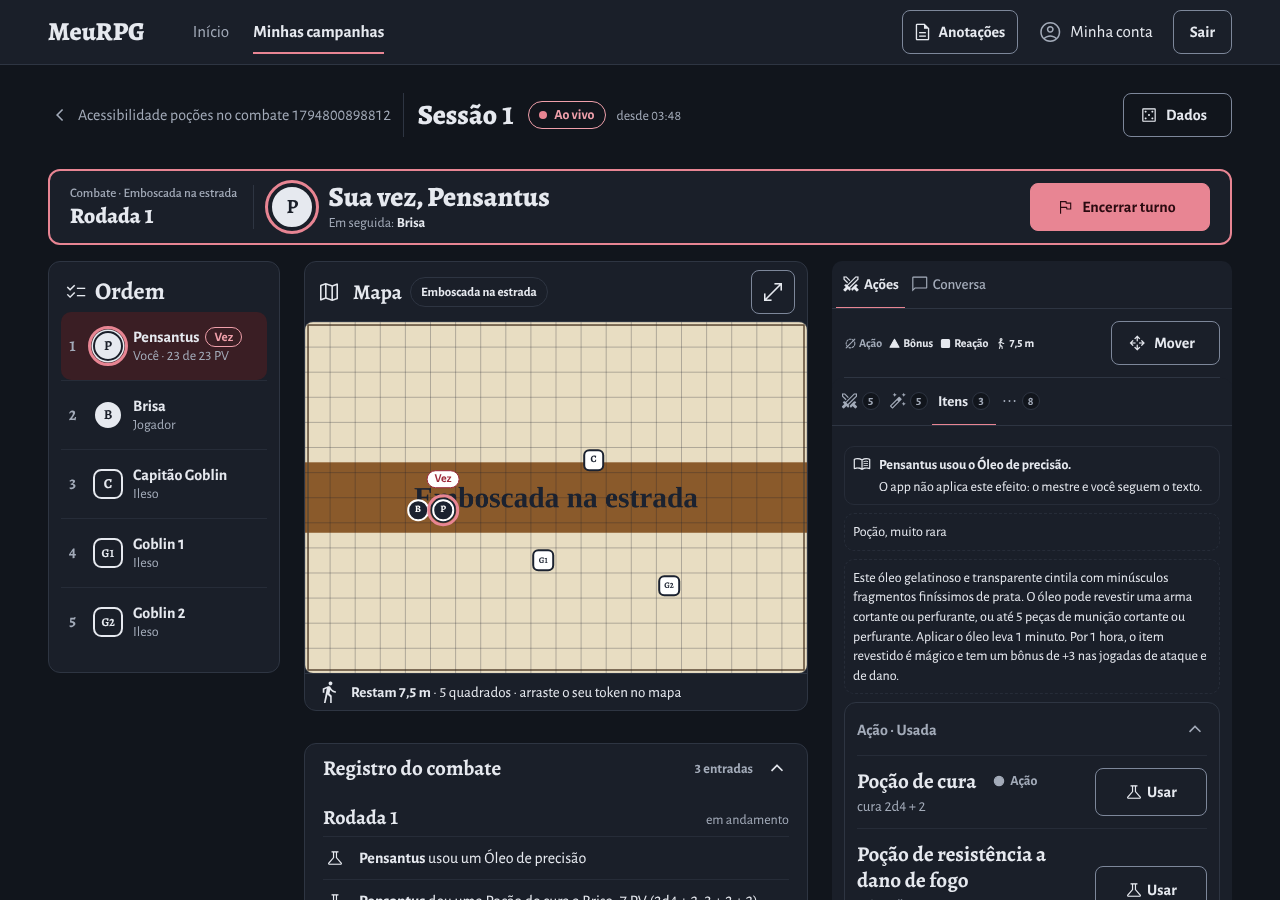 MeuRPG
Início
Minhas campanhas
Anotações
Minha conta
Sair
Acessibilidade poções no combate 1794800898812
Sessão 1
Ao vivo
desde 03:48
Dados
Combate · Emboscada na estrada
Rodada 1
P
Sua vez, Pensantus
Em seguida: Brisa
Encerrar turno
Ordem
1
P
Pensantus
Vez
Você · 23 de 23 PV
2
B
Brisa
Jogador
3
C
Capitão Goblin
Ileso
4
G1
Goblin 1
Ileso
5
G2
Goblin 2
Ileso
Mapa
Emboscada na estrada
C
Vez
Emboscada na estrada
B
P
G1
G2
Restam 7,5 m · 5 quadrados · arraste o seu token no mapa
Registro do combate
3 entradas
Rodada 1
em andamento
Pensantus usou um Óleo de precisão
Ações
Conversa
Ação
Bônus
Reação
7,5 m
Mover
5
5
Itens
3
8
Pensantus usou o Óleo de precisão.
O app não aplica este efeito: o mestre e você seguem o texto.
Poção, muito rara
Este óleo gelatinoso e transparente cintila com minúsculos
fragmentos finíssimos de prata. O óleo pode revestir uma arma
cortante ou perfurante, ou até 5 peças de munição cortante ou
perfurante. Aplicar o óleo leva 1 minuto. Por 1 hora, o item
revestido é mágico e tem um bônus de +3 nas jogadas de ataque e
de dano.
Ação · Usada
Poção de cura
Ação
cura 2d4 + 2
Usar
Poção de resistência a
dano de fogo
Usar